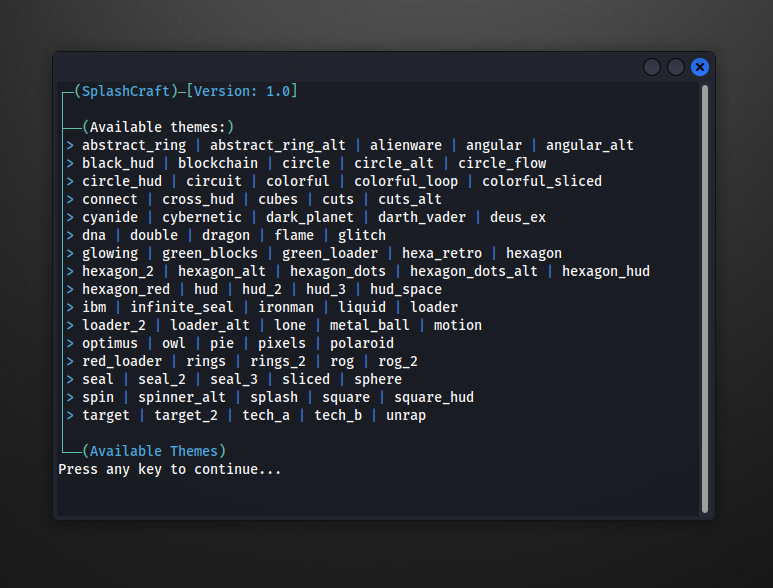 (SplashCraft)-[Version: 1.0]
(Available themes:)
> abstract_ring | abstract_ring_alt | alienware | angular | angular_alt
> black_hud | blockchain | circle | circle_alt | circle_flow
> circle_hud | circuit | colorful | colorful_loop | colorful_sliced
> connect | cross_hud | cubes | cuts | cuts_alt
> cyanide | cybernetic | dark_planet | darth_vader | deus_ex
> dna | double | dragon | flame | glitch
> glowing | green_blocks | green_loader | hexa_retro | hexagon
> hexagon_2 | hexagon_alt | hexagon_dots | hexagon_dots_alt | hexagon_hud
> hexagon_red | hud | hud_2 | hud_3 | hud_space
> ibm | infinite_seal | ironman | liquid | loader
> loader_2 | loader_alt | lone | metal_ball | motion
> optimus | owl | pie | pixels | polaroid
> red_loader | rings | rings_2 | rog | rog_2
> seal | seal_2 | seal_3 | sliced | sphere
> spin | spinner_alt | splash | square | square_hud
> target | target_2 | tech_a | tech_b | unrap
(Available Themes)
Press any key to continue...